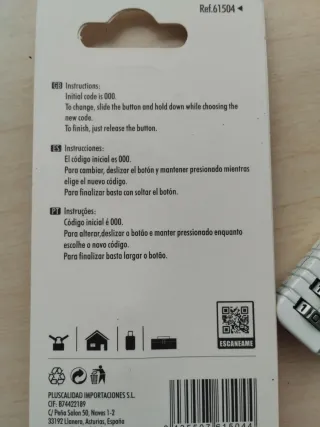 Ref.61504
GB Instructions:
Initial code is 000.
To change, slide the button and hold down while choosing the
new code.
To finish, just release the button.
ES Instrucciones:
El código inicial es 000.
Para cambiar, deslizar el botón y mantener presionado mientras
elige el nuevo código.
Para finalizar basta con soltar el botón.
PT Instruções:
Código inicial é 000.
Para alterar,deslizar o botão e manter pressionado enquanto
escolhe o novo código.
Para finalizar basta largar o botão.
ESCANEAME
PLUSCALIDAD IMPORTACIONES S.L.
CIF: B74422189
C/ Peña Salon 50, Naves 1-2
33192 Llanera, Asturias, España